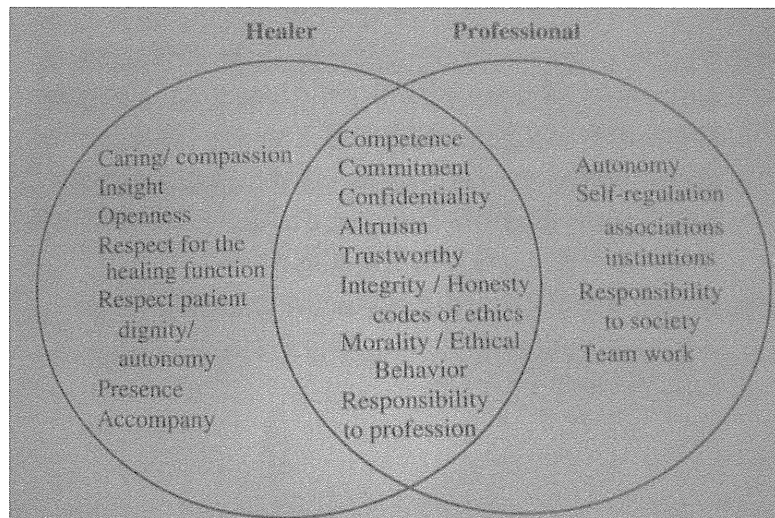 Healer
Professional
Caring/ compassion
Insight
Openness
Respect for the
healing function
Respect patient
dignity/
autonomy
Presence
Accompany
Competence
Commitment
Confidentiality
Altruism
Trustworthy
Integrity / Honesty
codes of ethics
Morality / Ethical
Behavior
Responsibility
to profession
Autonomy
Self-regulation
associations
institutions
Responsibility
to society
Team work